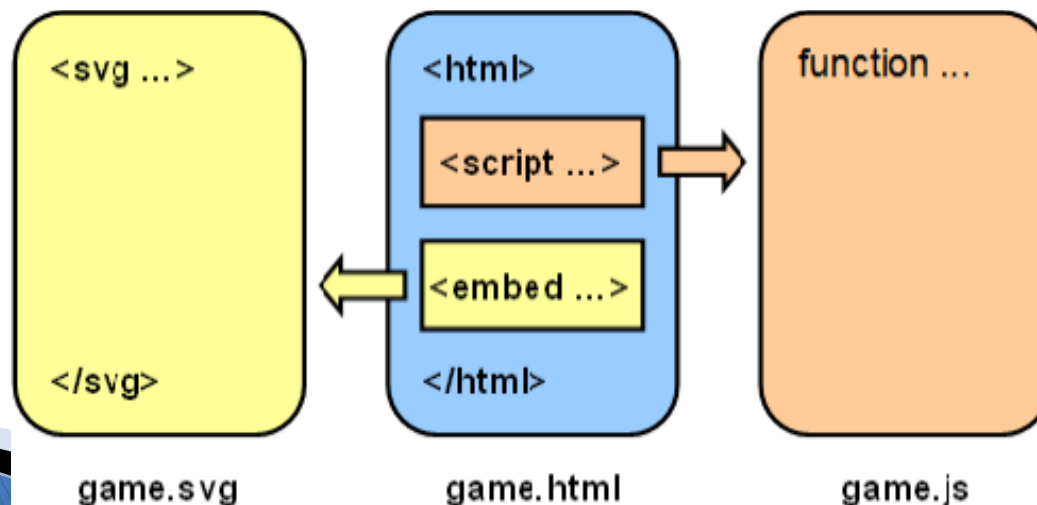 <svg ...>
</svg>
game.svg
<html>
<script ...>
<embed ...>
</html>
game.html
function ...
game.js